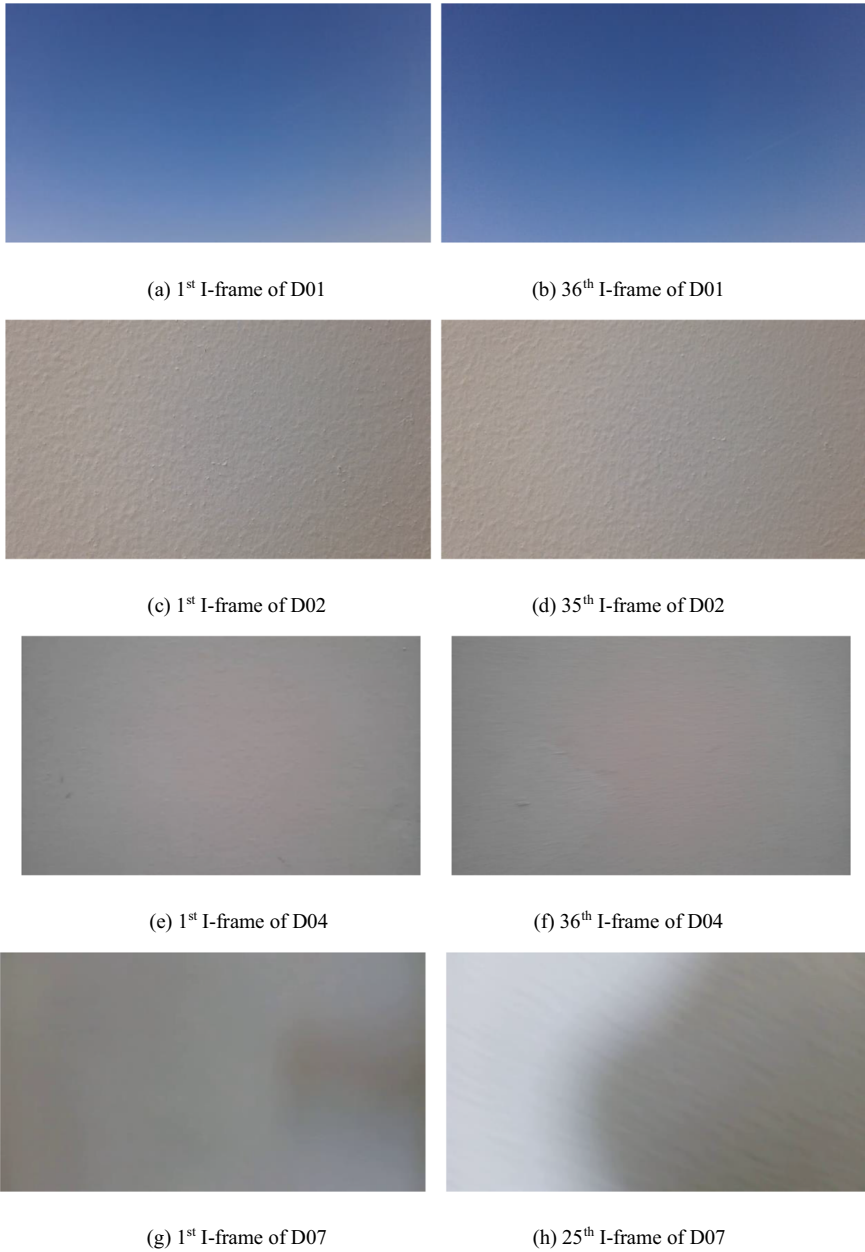 (a) 1st I-frame of D01
(b) 36th I-frame of D01
(c) 1st I-frame of D02
(d) 35th I-frame of D02
(e) 1st I-frame of D04
(f) 36th I-frame of D04
(g) 1st I-frame of D07
(h) 25th I-frame of D07